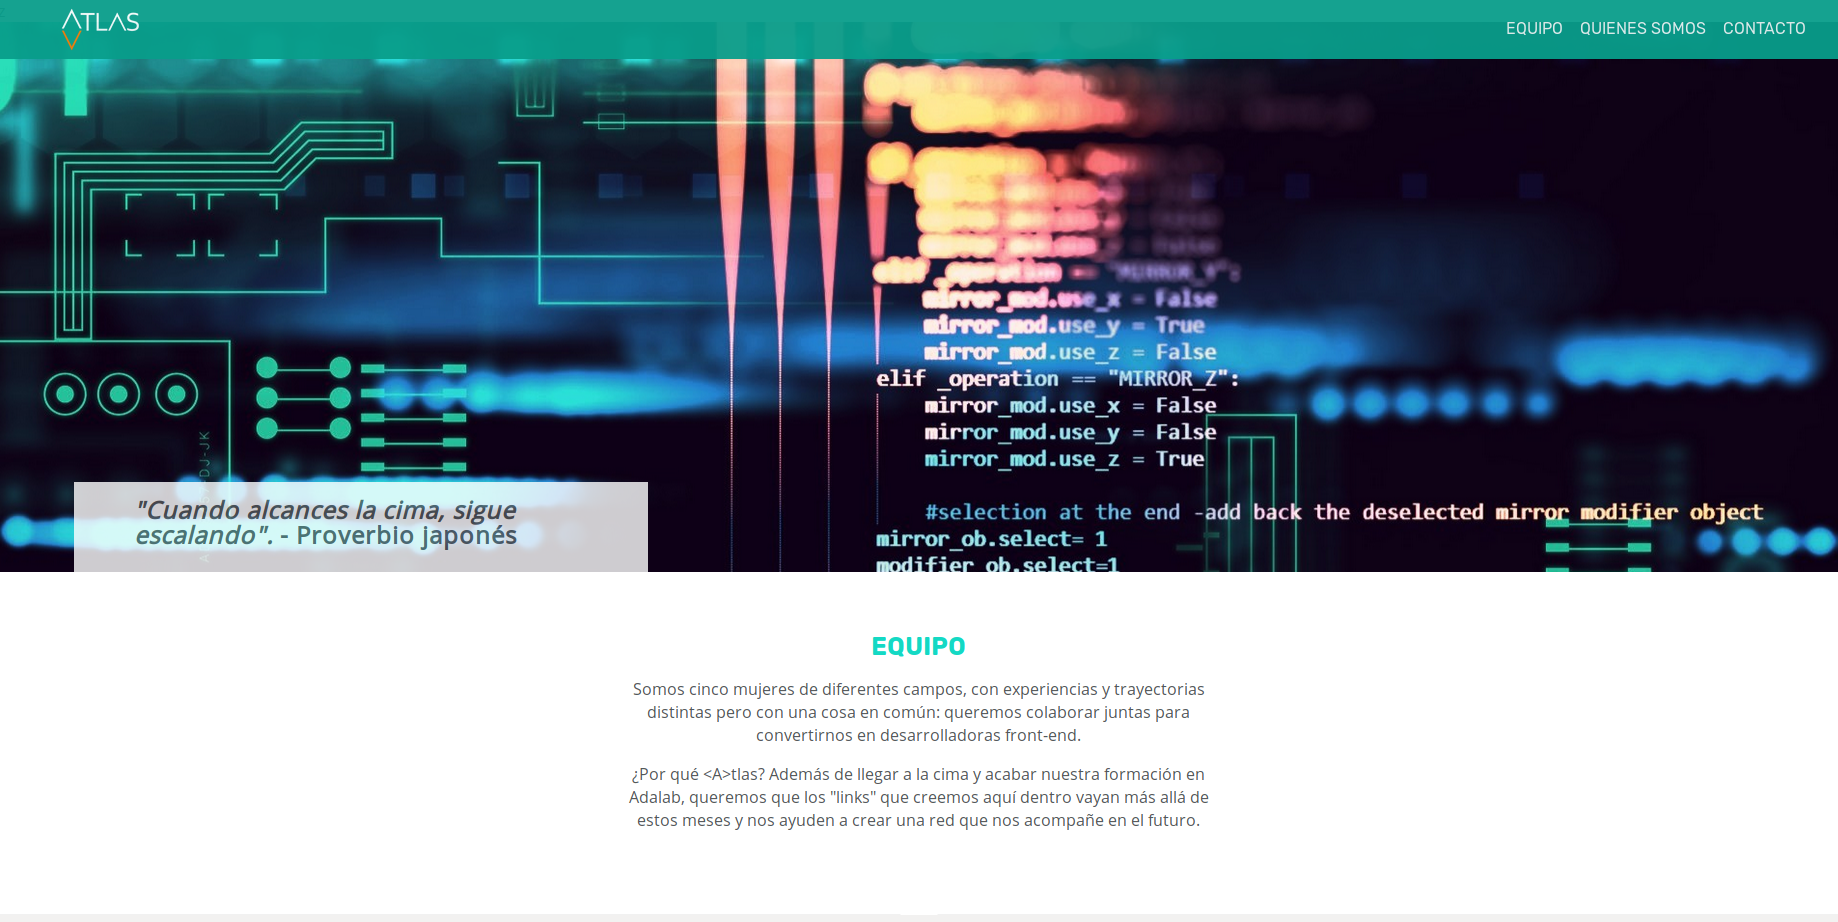 ATLAS
EQUIPO QUIENES SOMOS CONTACTO
elif _operation == "MIRROR_Y":
mirror_mod.use_x = False
mirror_mod.use_y = True
mirror_mod.use_z = False
elif _operation == "MIRROR_Z":
mirror_mod.use_x = False
mirror_mod.use_y = False
mirror_mod.use_z = True
#selection at the end -add back the deselected mirror modifier object
mirror_ob.select= 1
modifier_ob.select=1
"Cuando alcances la cima, sigue
escalando". - Proverbio japonés
EQUIPO
Somos cinco mujeres de diferentes campos, con experiencias y trayectorias
distintas pero con una cosa en común: queremos colaborar juntas para
convertirnos en desarrolladoras front-end.
¿Por qué <A>tlas? Además de llegar a la cima y acabar nuestra formación en
Adalab, queremos que los "links" que creemos aquí dentro vayan más allá de
estos meses y nos ayuden a crear una red que nos acompañe en el futuro.